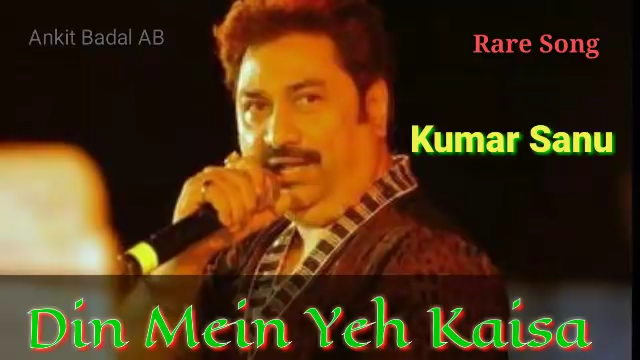 Ankit Badal AB
Rare Song
Kumar Sanu
Din Mein Yeh Kaisa